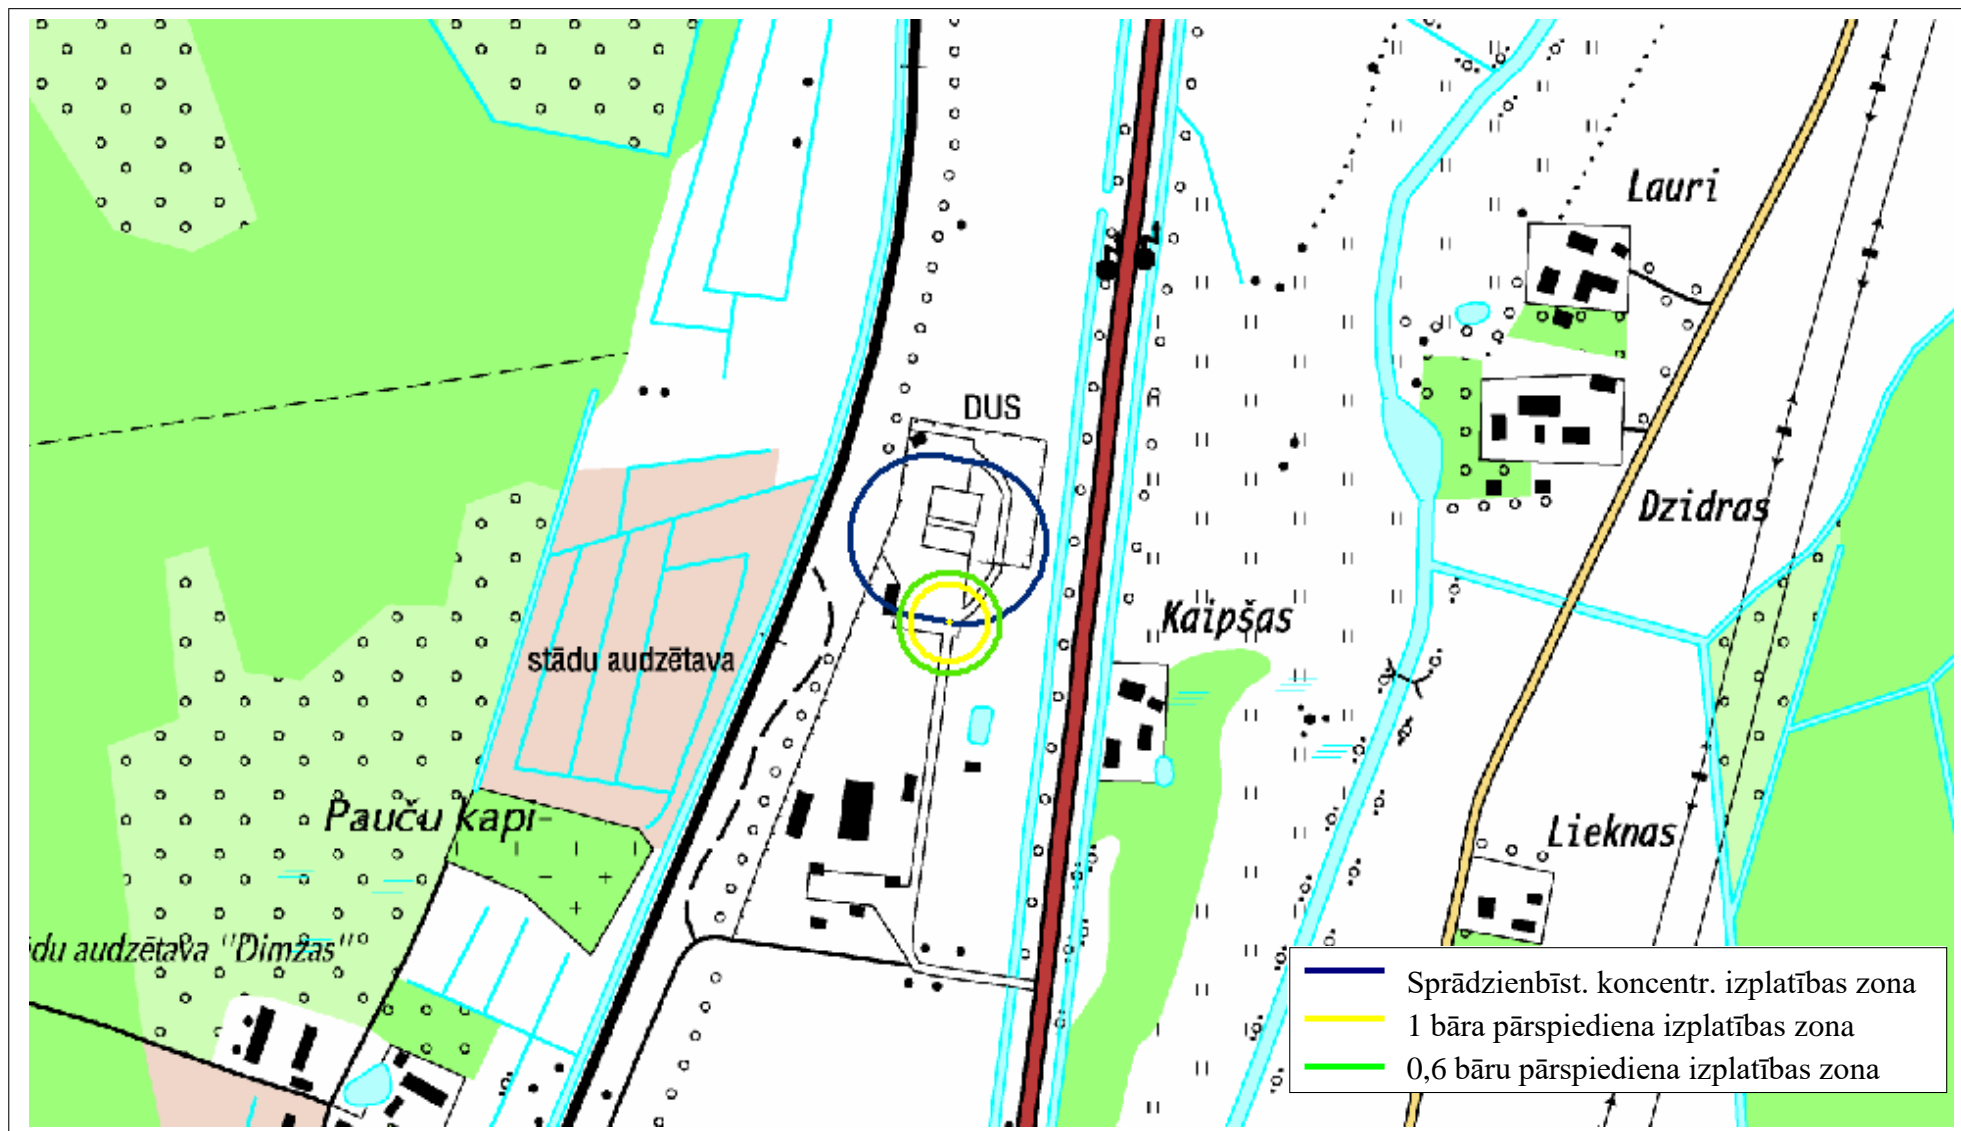 Lauri
DUS
Dzidras
Kaipšas
stādu audzētava
Pauču kapi-
Lieknas
du audzētava "Dimžas"
Sprādzienbīst. koncentr. izplatības zona
1 bāra pārspiediena izplatības zona
0,6 bāru pārspiediena izplatības zona